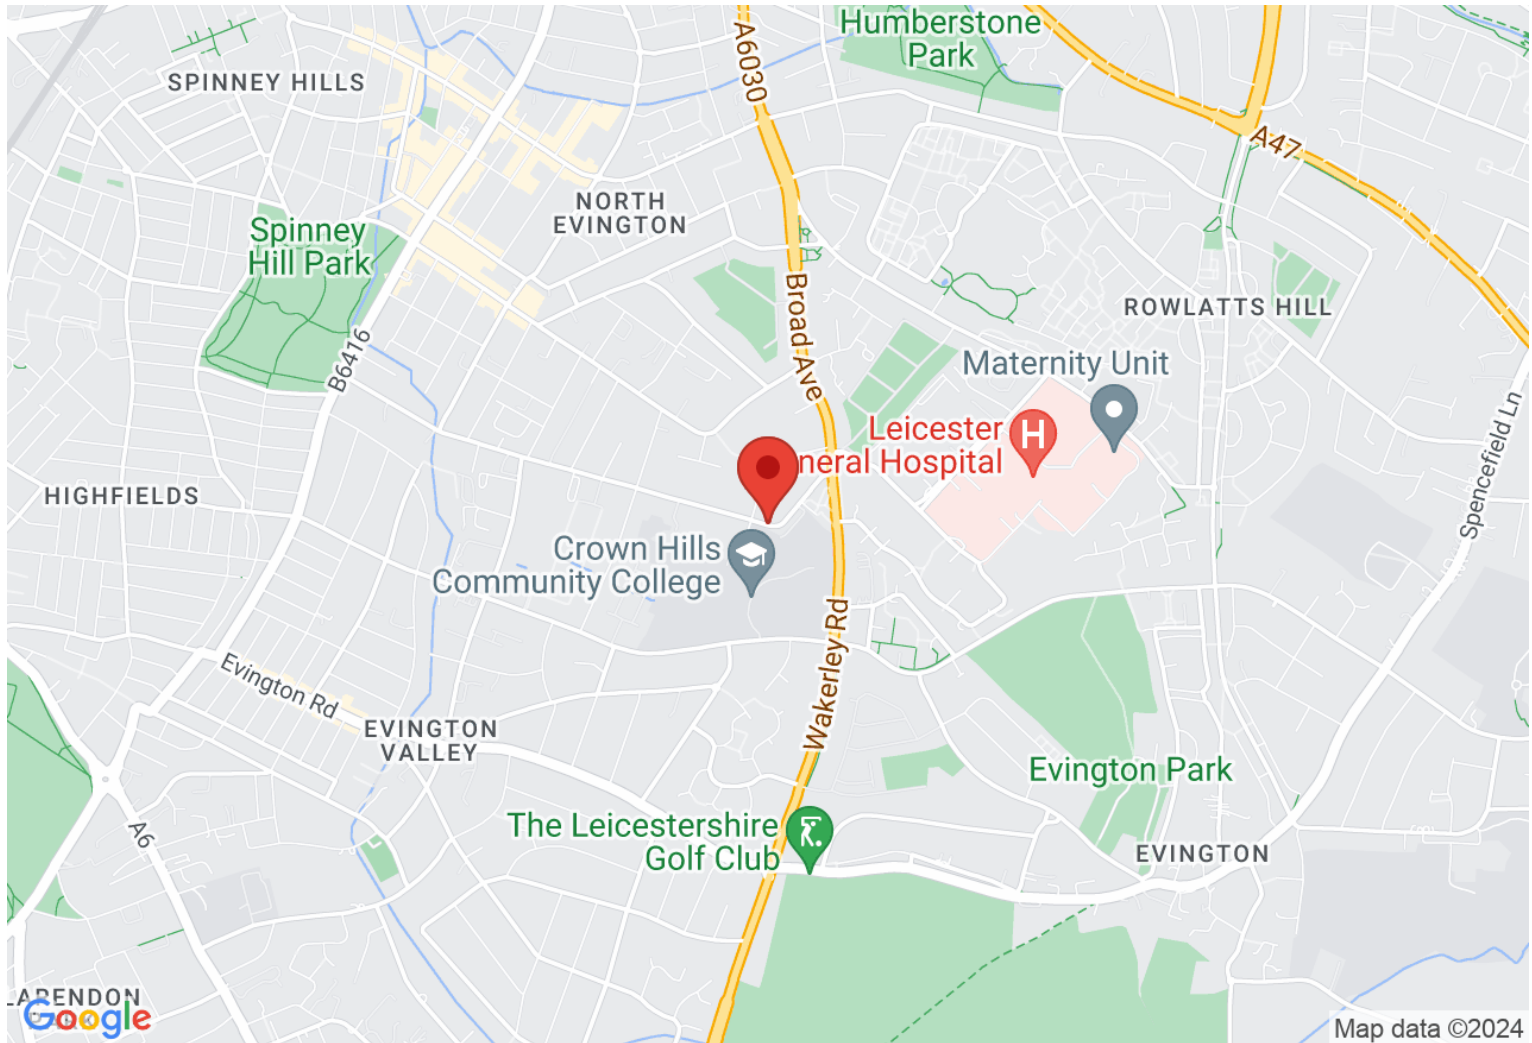 Humberstone
Park
A6030
SPINNEY HILLS
A47
NORTH
EVINGTON
Spinney
Hill Park
Broad Ave
ROWLATTS HILL
B6416
Maternity Unit
Leicester
neral Hospital
H
Spencefield Ln
HIGHFIELDS
Crown Hills
Community College
Wakerley Rd
Evington Rd
EVINGTON
VALLEY
Evington Park
A6
The Leicestershire
Golf Club
EVINGTON
LARENDON
Google
Map data ©2024